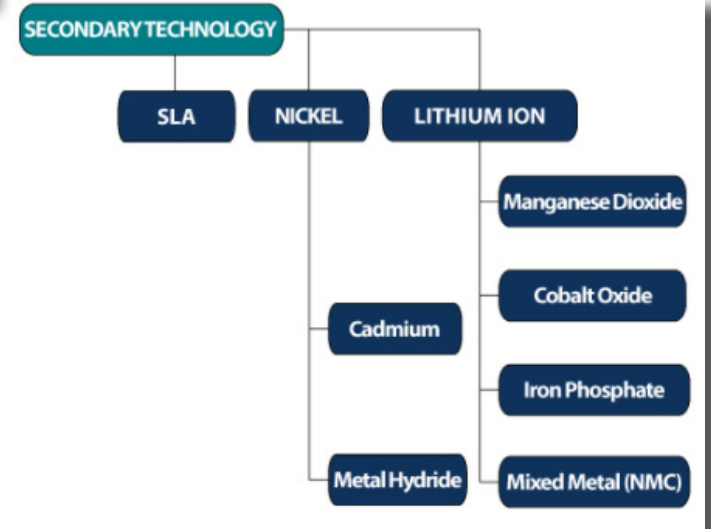 SECONDARY TECHNOLOGY
SLA
NICKEL
LITHIUM ION
Manganese Dioxide
Cobalt Oxide
Cadmium
Iron Phosphate
Metal Hydride
Mixed Metal (NMC)